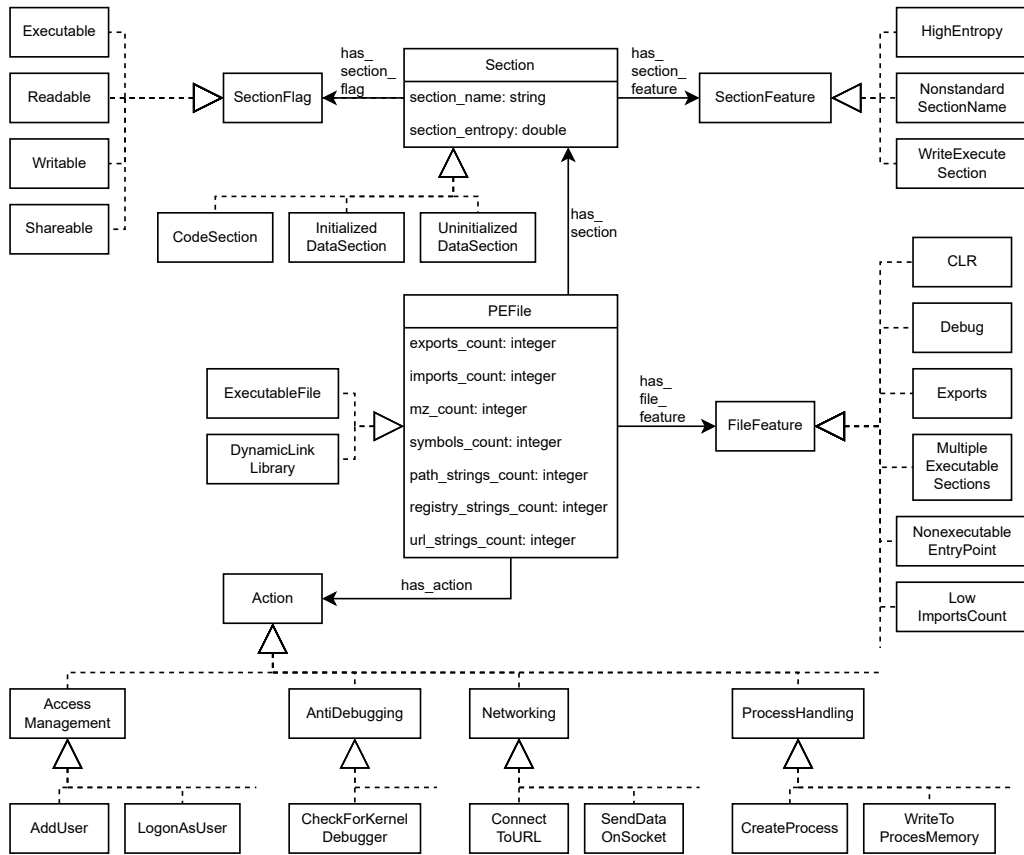 Executable
Readable
Writable
Shareable
SectionFlag
has_
section_
flag
Section
section_name: string
section_entropy: double
has_
section_
feature
SectionFeature
HighEntropy
Nonstandard
SectionName
WriteExecute
Section
CodeSection
Initialized
DataSection
Uninitialized
DataSection
has_
section
PEFile
exports_count: integer
imports_count: integer
mz_count: integer
symbols_count: integer
path_strings_count: integer
registry_strings_count: integer
url_strings_count: integer
ExecutableFile
DynamicLink
Library
has_
file_
feature
FileFeature
CLR
Debug
Exports
Multiple
Executable
Sections
Nonexecutable
EntryPoint
Low
ImportsCount
has_action
Action
Access
Management
AntiDebugging
Networking
ProcessHandling
AddUser
LogonAsUser
CheckForKernel
Debugger
Connect
ToURL
SendData
OnSocket
CreateProcess
WriteTo
ProcesMemory